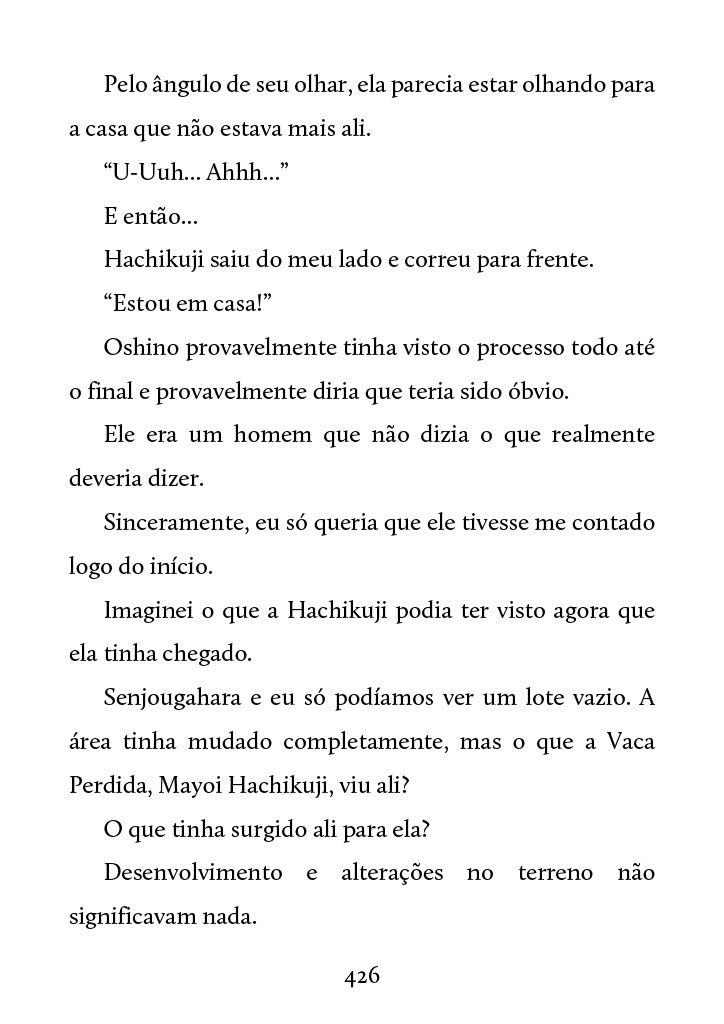 Pelo ângulo de seu olhar, ela parecia estar olhando para
a casa que não estava mais ali.
“U-Uuh... Ahhh...”
E então...
Hachikuji saiu do meu lado e correu para frente.
“Estou em casa!”
Oshino provavelmente tinha visto o processo todo até
o final e provavelmente diria que teria sido óbvio.
Ele era um homem que não dizia o que realmente
deveria dizer.
Sinceramente, eu só queria que ele tivesse me contado
logo do início.
Imaginei o que a Hachikuji podia ter visto agora que
ela tinha chegado.
Senjougahara e eu só podíamos ver um lote vazio. A
área tinha mudado completamente, mas o que a Vaca
Perdida, Mayoi Hachikuji, viu ali?
O que tinha surgido ali para ela?
Desenvolvimento e alterações no terreno não
significavam nada.
426